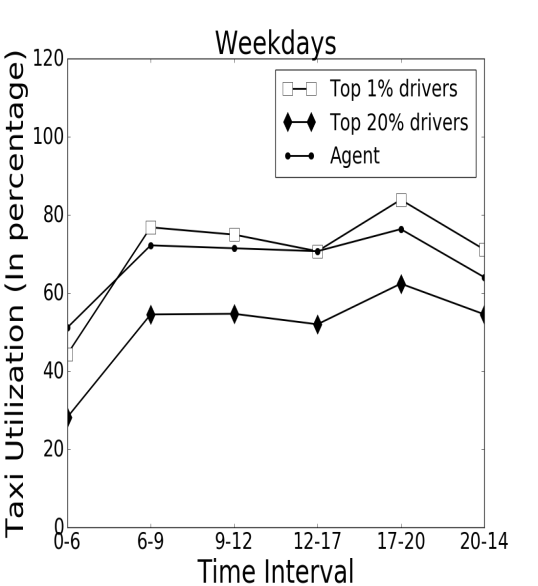 Weekdays
Taxi Utilization (In percentage)
120
100
80
60
40
20
0
Top 1% drivers
Top 20% drivers
Agent
0-6 6-9 9-12 12-17 17-20 20-14
Time Interval